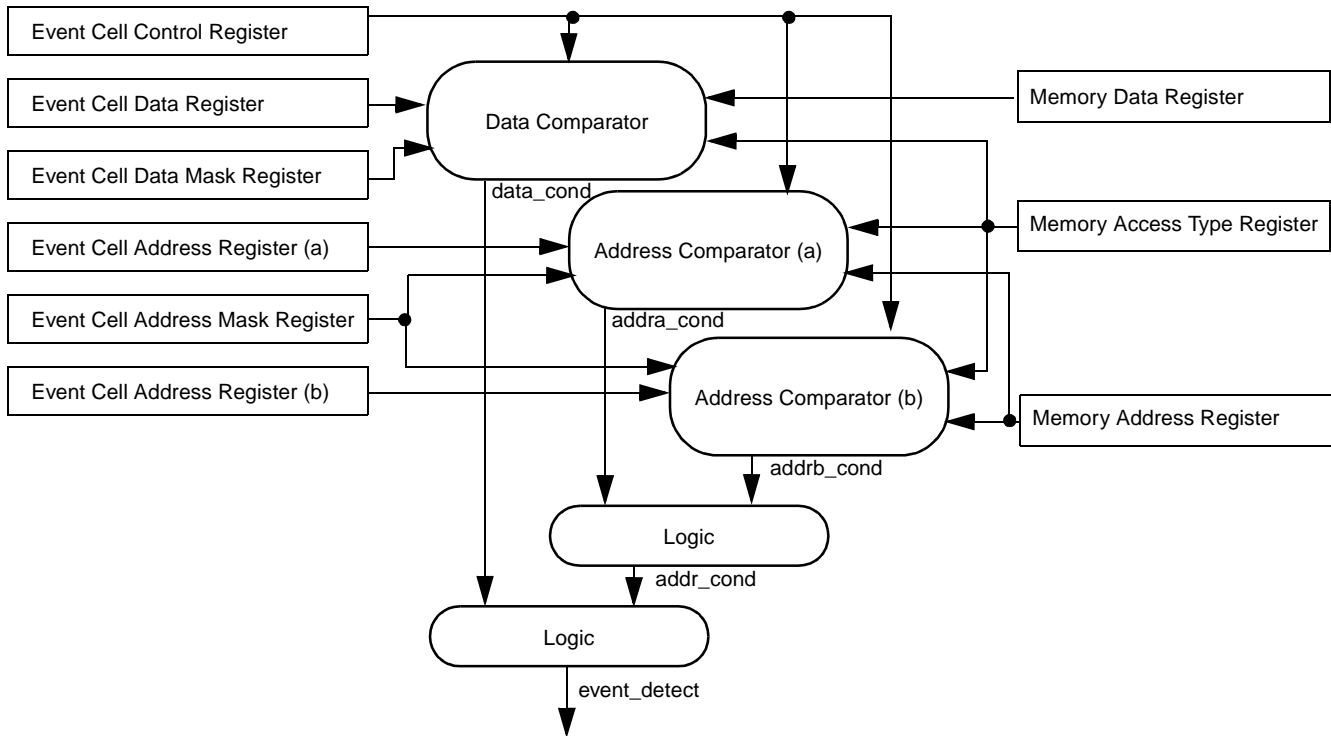 Event Cell Control Register
Event Cell Data Register
Memory Data Register
Data Comparator
Event Cell Data Mask Register
data_cond
Event Cell Address Register (a)
Address Comparator (a)
Memory Access Type Register
Event Cell Address Mask Register
addra_cond
Event Cell Address Register (b)
Address Comparator (b)
Memory Address Register
addrb_cond
Logic
addr_cond
Logic
event_detect